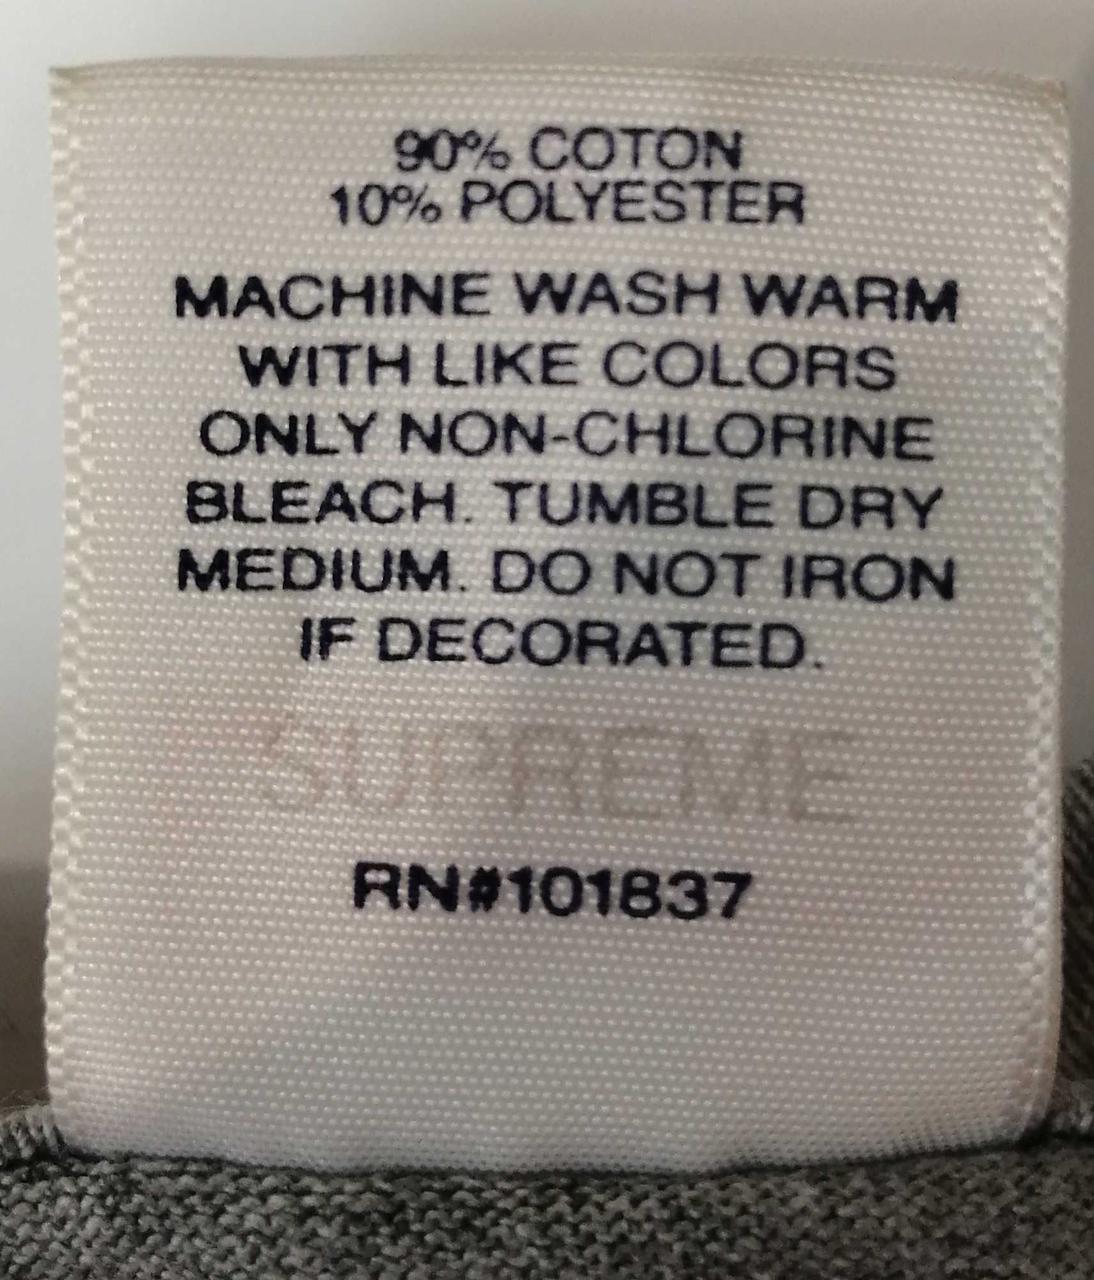 90% COTON
10% POLYESTER
MACHINE WASH WARM
WITH LIKE COLORS
ONLY NON-CHLORINE
BLEACH. TUMBLE DRY
MEDIUM. DO NOT IRON
IF DECORATED.
SUPREME
RN#101837